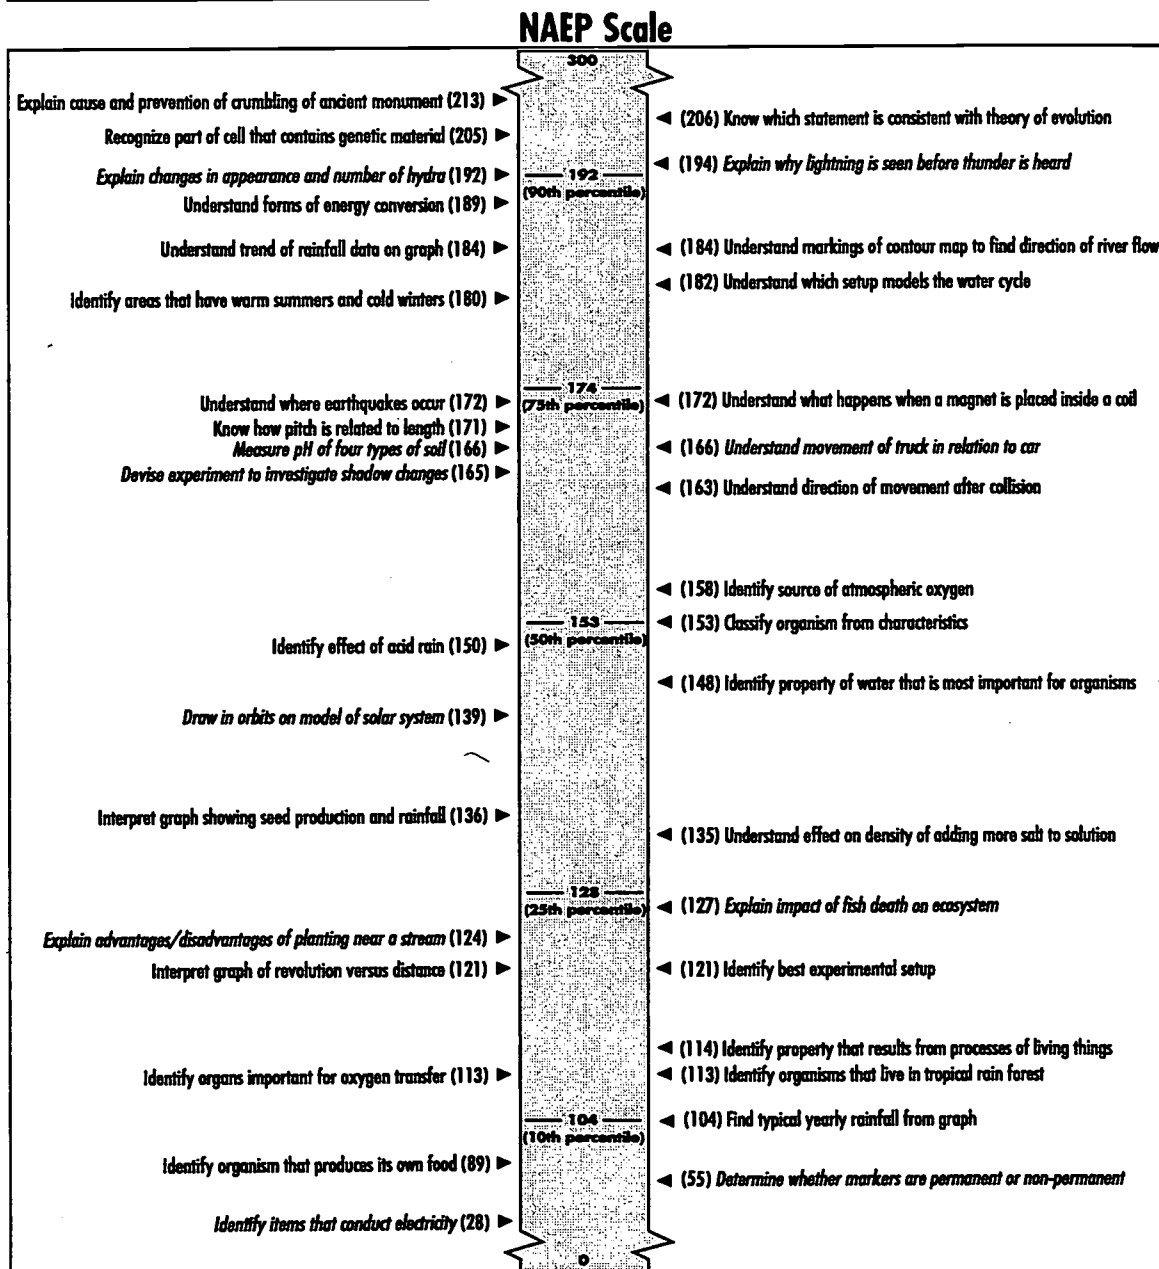 NAEP Scale
300
Explain cause and prevention of crumbling of ancient monument (213) ►
◄ (206) Know which statement is consistent with theory of evolution
Recognize part of cell that contains genetic material (205) ►
◄ (194) Explain why lightning is seen before thunder is heard
Explain changes in appearance and number of hydra (192) ►
192
(90th percentile)
Understand forms of energy conversion (189) ►
Understand trend of rainfall data on graph (184) ►
◄ (184) Understand markings of contour map to find direction of river flow
◄ (182) Understand which setup models the water cycle
Identify areas that have warm summers and cold winters (180) ►
174
(75th percentile)
Understand where earthquakes occur (172) ►
◄ (172) Understand what happens when a magnet is placed inside a coil
Know how pitch is related to length (171) ►
Measure pH of four types of soil (166) ►
◄ (166) Understand movement of truck in relation to car
Devise experiment to investigate shadow changes (165) ►
◄ (163) Understand direction of movement after collision
◄ (158) Identify source of atmospheric oxygen
153
(50th percentile)
◄ (153) Classify organism from characteristics
Identify effect of acid rain (150) ►
◄ (148) Identify property of water that is most important for organisms
Draw in orbits on model of solar system (139) ►
Interpret graph showing seed production and rainfall (136) ►
◄ (135) Understand effect on density of adding more salt to solution
128
(25th percentile)
◄ (127) Explain impact of fish death on ecosystem
Explain advantages/disadvantages of planting near a stream (124) ►
Interpret graph of revolution versus distance (121) ►
◄ (121) Identify best experimental setup
◄ (114) Identify property that results from processes of living things
Identify organs important for oxygen transfer (113) ►
◄ (113) Identify organisms that live in tropical rain forest
104
(10th percentile)
◄ (104) Find typical yearly rainfall from graph
Identify organism that produces its own food (89) ►
◄ (55) Determine whether markers are permanent or non-permanent
Identify items that conduct electricity (28) ►
0